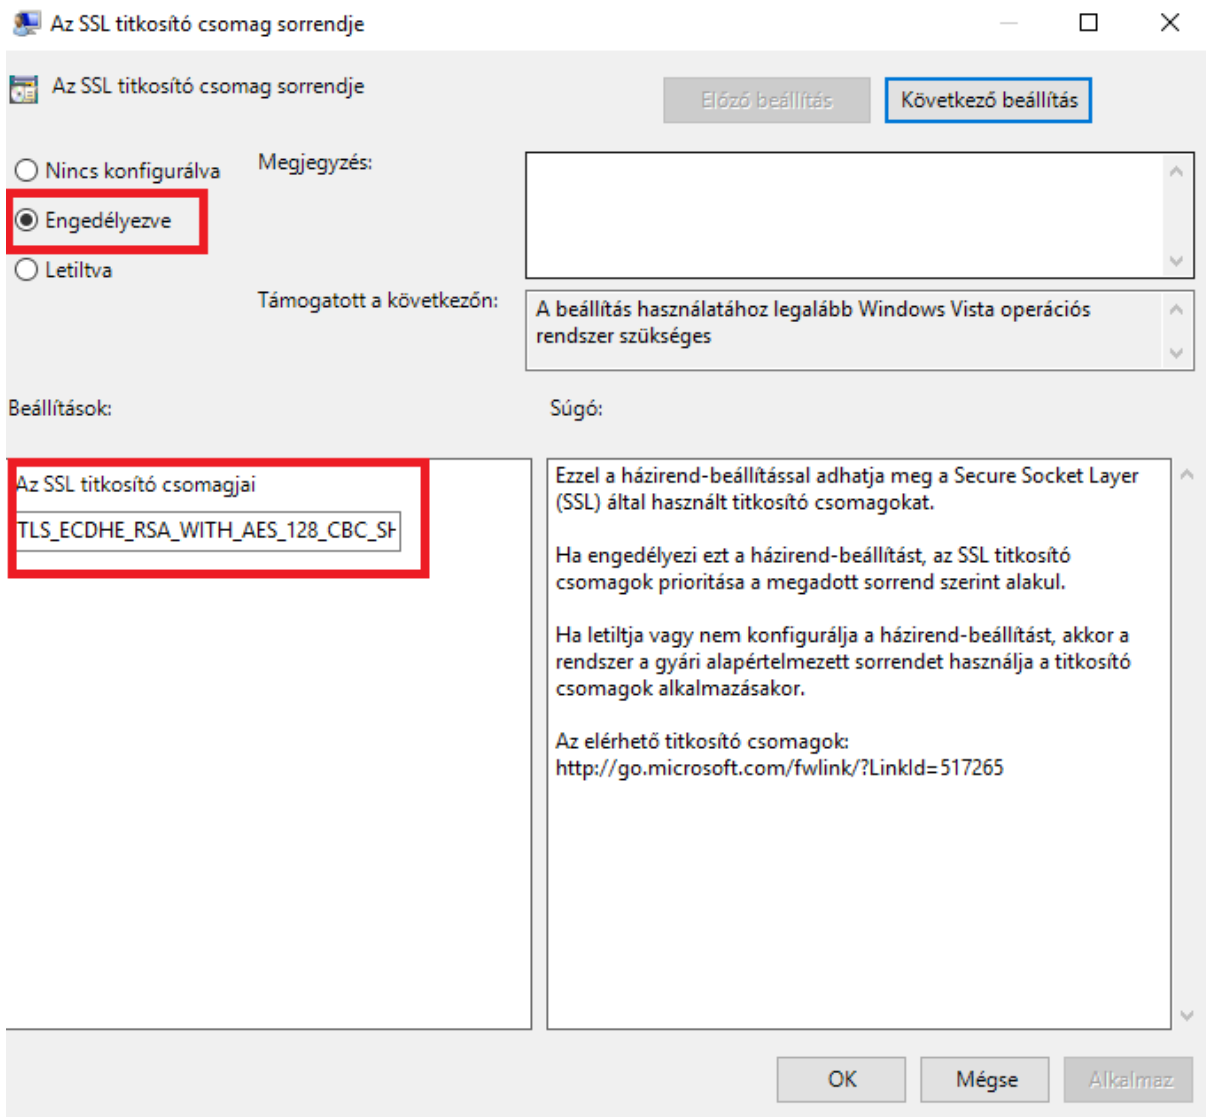 Az SSL titkosító csomag sorrendje
Az SSL titkosító csomag sorrendje
Előző beállítás
Következő beállítás
Nincs konfigurálva
Engedélyezve
Letiltva
Megjegyzés:
Támogatott a következőn:
A beállítás használatához legalább Windows Vista operációs
rendszer szükséges
Beállítások:
Súgó:
Az SSL titkosító csomagjai
TLS_ECDHE_RSA_WITH_AES_128_CBC_SH
Ezzel a házirend-beállítással adhatja meg a Secure Socket Layer
(SSL) által használt titkosító csomagokat.
Ha engedélyezi ezt a házirend-beállítást, az SSL titkosító
csomagok prioritása a megadott sorrend szerint alakul.
Ha letiltja vagy nem konfigurálja a házirend-beállítást, akkor a
rendszer a gyári alapértelmezett sorrendet használja a titkosító
csomagok alkalmazásakor.
Az elérhető titkosító csomagok:
http://go.microsoft.com/fwlink/?LinkId=517265
OK
Mégse
Alkalmaz